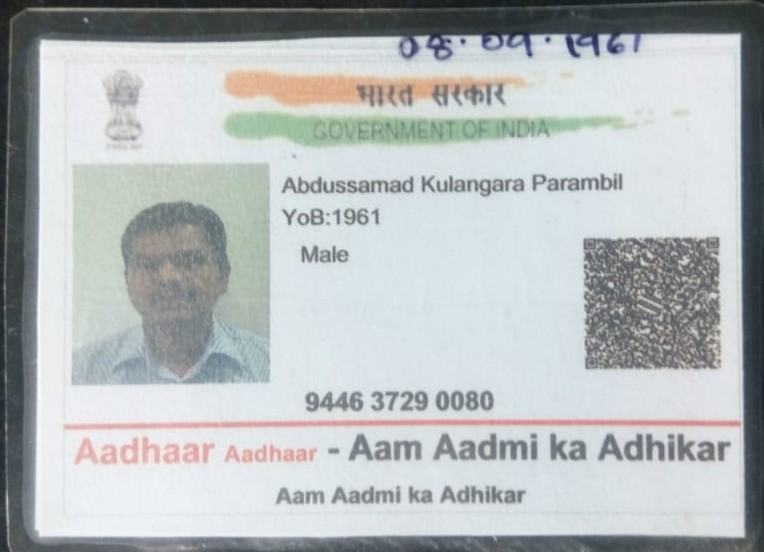 08.09.1961
भारत सरकार
GOVERNMENT OF INDIA
Abdussamad Kulangara Parambil
YoB:1961
Male
9446 3729 0080
Aadhaar Aadhaar - Aam Aadmi ka Adhikar
Aam Aadmi ka Adhikar